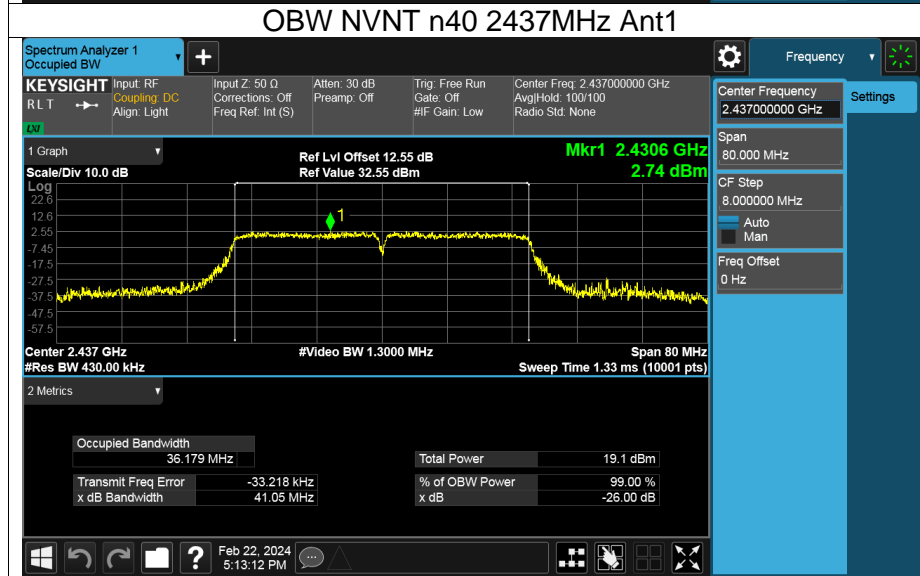 OBW NVNT n40 2437MHz Ant1
Spectrum Analyzer 1
Occupied BW
+
Frequency
KEYSIGHT
R L T
LXI
Input: RF
Coupling: DC
Align: Light
Input Z: 50 Ω
Corrections: Off
Freq Ref: Int (S)
Atten: 30 dB
Preamp: Off
Trig: Free Run
Gate: Off
#IF Gain: Low
Center Freq: 2.437000000 GHz
Avg|Hold: 100/100
Radio Std: None
Center Frequency
2.437000000 GHz
Settings
Span
80.000 MHz
CF Step
8.000000 MHz
Auto
Man
Freq Offset
0 Hz
1 Graph
Ref Lvl Offset 12.55 dB
Mkr1 2.4306 GHz
Scale/Div 10.0 dB
Ref Value 32.55 dBm
2.74 dBm
Log
22.6
12.6
2.55
-7.45
-17.5
-27.5
-37.5
-47.5
-57.5
1
Center 2.437 GHz
#Video BW 1.3000 MHz
Span 80 MHz
#Res BW 430.00 kHz
Sweep Time 1.33 ms (10001 pts)
2 Metrics
Occupied Bandwidth
36.179 MHz
Total Power 19.1 dBm
Transmit Freq Error -33.218 kHz
% of OBW Power 99.00 %
x dB Bandwidth 41.05 MHz
x dB -26.00 dB
?
Feb 22, 2024
5:13:12 PM